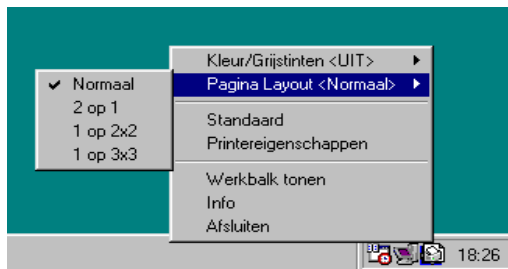 Kleur/Grijstinten <UIT>
Pagina Layout <Normaal>
Normaal
2 op 1
1 op 2x2
1 op 3x3
Standaard
Printereigenschappen
Werkbalk tonen
Info
Afsluiten
18:26